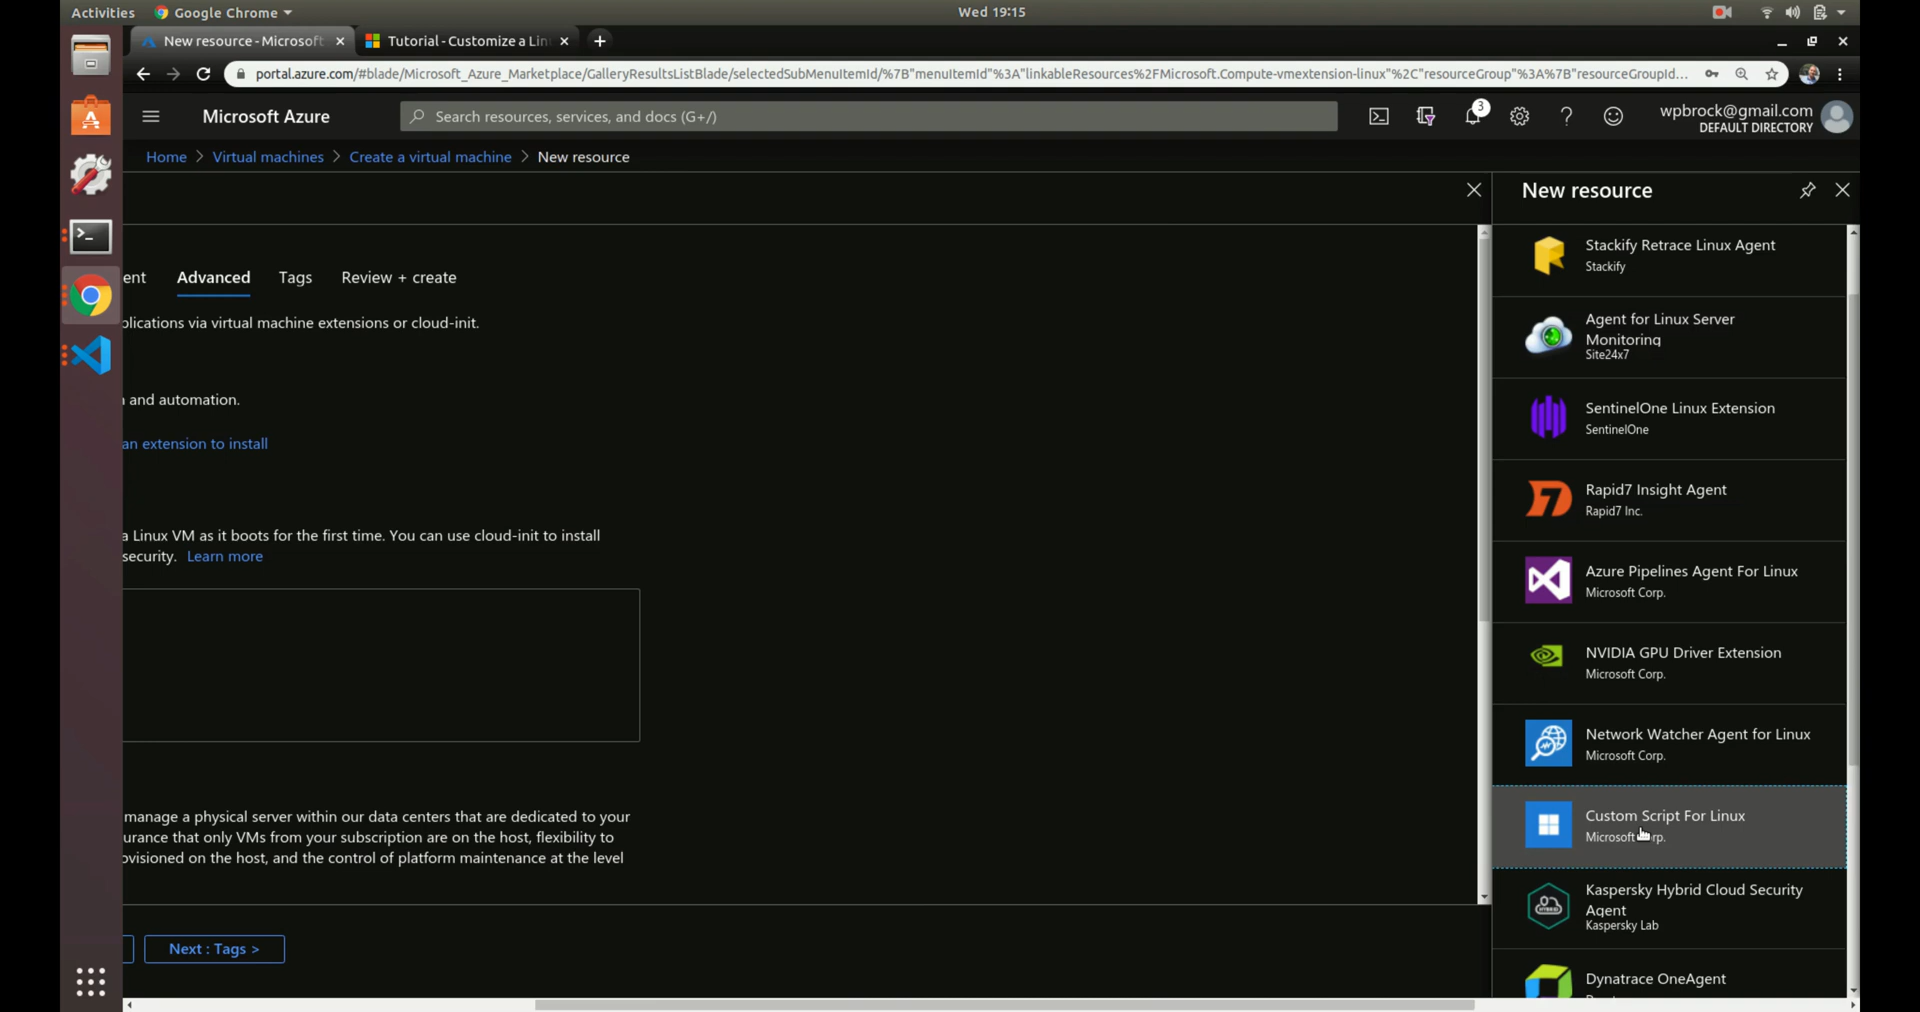 Activities
Google Chrome
Wed 19:15
New resource - Microsoft
Tutorial - Customize a Lin
portal.azure.com/#blade/Microsoft_Azure_Marketplace/GalleryResultsListBlade/selectedSubMenuItemId/%7B"menuItemId"%3A"linkableResources%2FMicrosoft.Compute-vmextension-linux"%2C"resourceGroup"%3A%7B"resourceGroupId...
Microsoft Azure
Search resources, services, and docs (G+/)
3
wpbrock@gmail.com
DEFAULT DIRECTORY
Home > Virtual machines > Create a virtual machine > New resource
New resource
ent
Advanced
Tags
Review + create
plications via virtual machine extensions or cloud-init.
n and automation.
an extension to install
a Linux VM as it boots for the first time. You can use cloud-init to install
security. Learn more
manage a physical server within our data centers that are dedicated to your
urance that only VMs from your subscription are on the host, flexibility to
ovisioned on the host, and the control of platform maintenance at the level
Next : Tags >
Stackify Retrace Linux Agent
Stackify
Agent for Linux Server
Monitoring
Site24x7
SentinelOne Linux Extension
SentinelOne
Rapid7 Insight Agent
Rapid7 Inc.
Azure Pipelines Agent For Linux
Microsoft Corp.
NVIDIA GPU Driver Extension
Microsoft Corp.
Network Watcher Agent for Linux
Microsoft Corp.
Custom Script For Linux
Microsoft Corp.
Kaspersky Hybrid Cloud Security
Agent
Kaspersky Lab
Dynatrace OneAgent